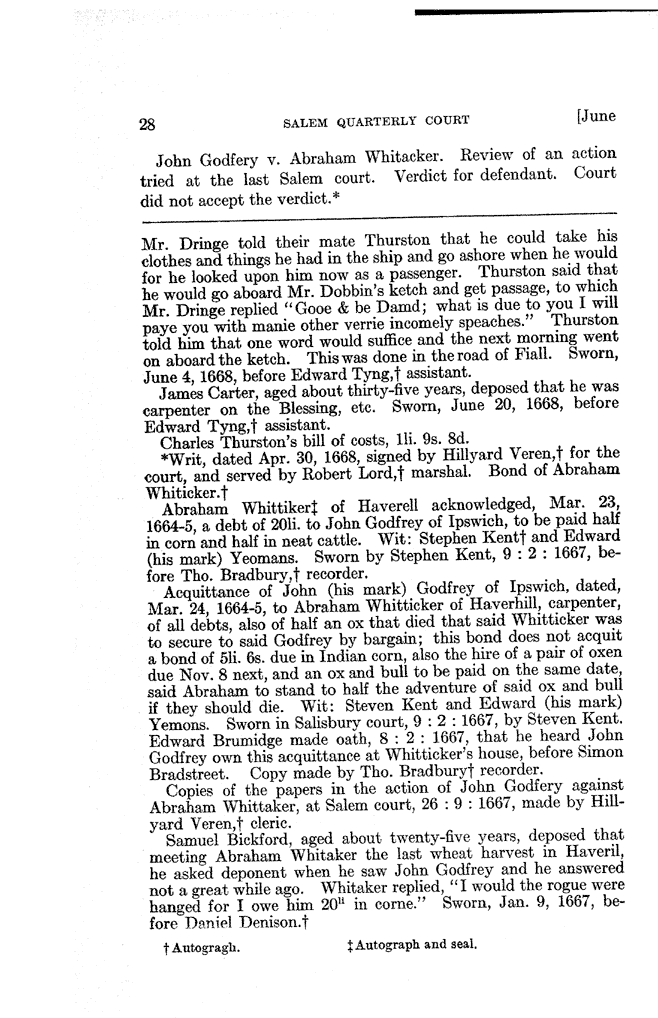 28 SALEM QUARTERLY COURT [June
John Godfery v. Abraham Whitacker. Review of an action
tried at the last Salem court. Verdict for defendant. Court
did not accept the verdict.*
Mr. Dringe told their mate Thurston that he could take his
clothes and things he had in the ship and go ashore when he would
for he looked upon him now as a passenger. Thurston said that
he would go aboard Mr. Dobbin's ketch and get passage, to which
Mr. Dringe replied "Gooe & be Damd; what is due to you I will
paye you with manie other verrie incomely speaches." Thurston
told him that one word would suffice and the next morning went
on aboard the ketch. This was done in the road of Fiall. Sworn,
June 4, 1668, before Edward Tyng,† assistant.
James Carter, aged about thirty-five years, deposed that he was
carpenter on the Blessing, etc. Sworn, June 20, 1668, before
Edward Tyng,† assistant.
Charles Thurston's bill of costs, 1li. 9s. 8d.
*Writ, dated Apr. 30, 1668, signed by Hillyard Veren,† for the
court, and served by Robert Lord,† marshal. Bond of Abraham
Whiticker.†
Abraham Whittiker‡ of Haverell acknowledged, Mar. 23,
1664-5, a debt of 20li. to John Godfrey of Ipswich, to be paid half
in corn and half in neat cattle. Wit: Stephen Kent† and Edward
(his mark) Yeomans. Sworn by Stephen Kent, 9 : 2 : 1667, be-
fore Tho. Bradbury,† recorder.
Acquittance of John (his mark) Godfrey of Ipswich, dated,
Mar. 24, 1664-5, to Abraham Whitticker of Haverhill, carpenter,
of all debts, also of half an ox that died that said Whitticker was
to secure to said Godfrey by bargain; this bond does not acquit
a bond of 5li. 6s. due in Indian corn, also the hire of a pair of oxen
due Nov. 8 next, and an ox and bull to be paid on the same date,
said Abraham to stand to half the adventure of said ox and bull
if they should die. Wit: Steven Kent and Edward (his mark)
Yemons. Sworn in Salisbury court, 9 : 2 : 1667, by Steven Kent.
Edward Brumidge made oath, 8 : 2 : 1667, that he heard John
Godfrey own this acquittance at Whitticker's house, before Simon
Bradstreet. Copy made by Tho. Bradbury† recorder.
Copies of the papers in the action of John Godfery against
Abraham Whittaker, at Salem court, 26 : 9 : 1667, made by Hill-
yard Veren,† cleric.
Samuel Bickford, aged about twenty-five years, deposed that
meeting Abraham Whitaker the last wheat harvest in Haveril,
he asked deponent when he saw John Godfrey and he answered
not a great while ago. Whitaker replied, "I would the rogue were
hanged for I owe him 20li in corne." Sworn, Jan. 9, 1667, be-
fore Daniel Denison.†
† Autogragh. ‡ Autograph and seal.